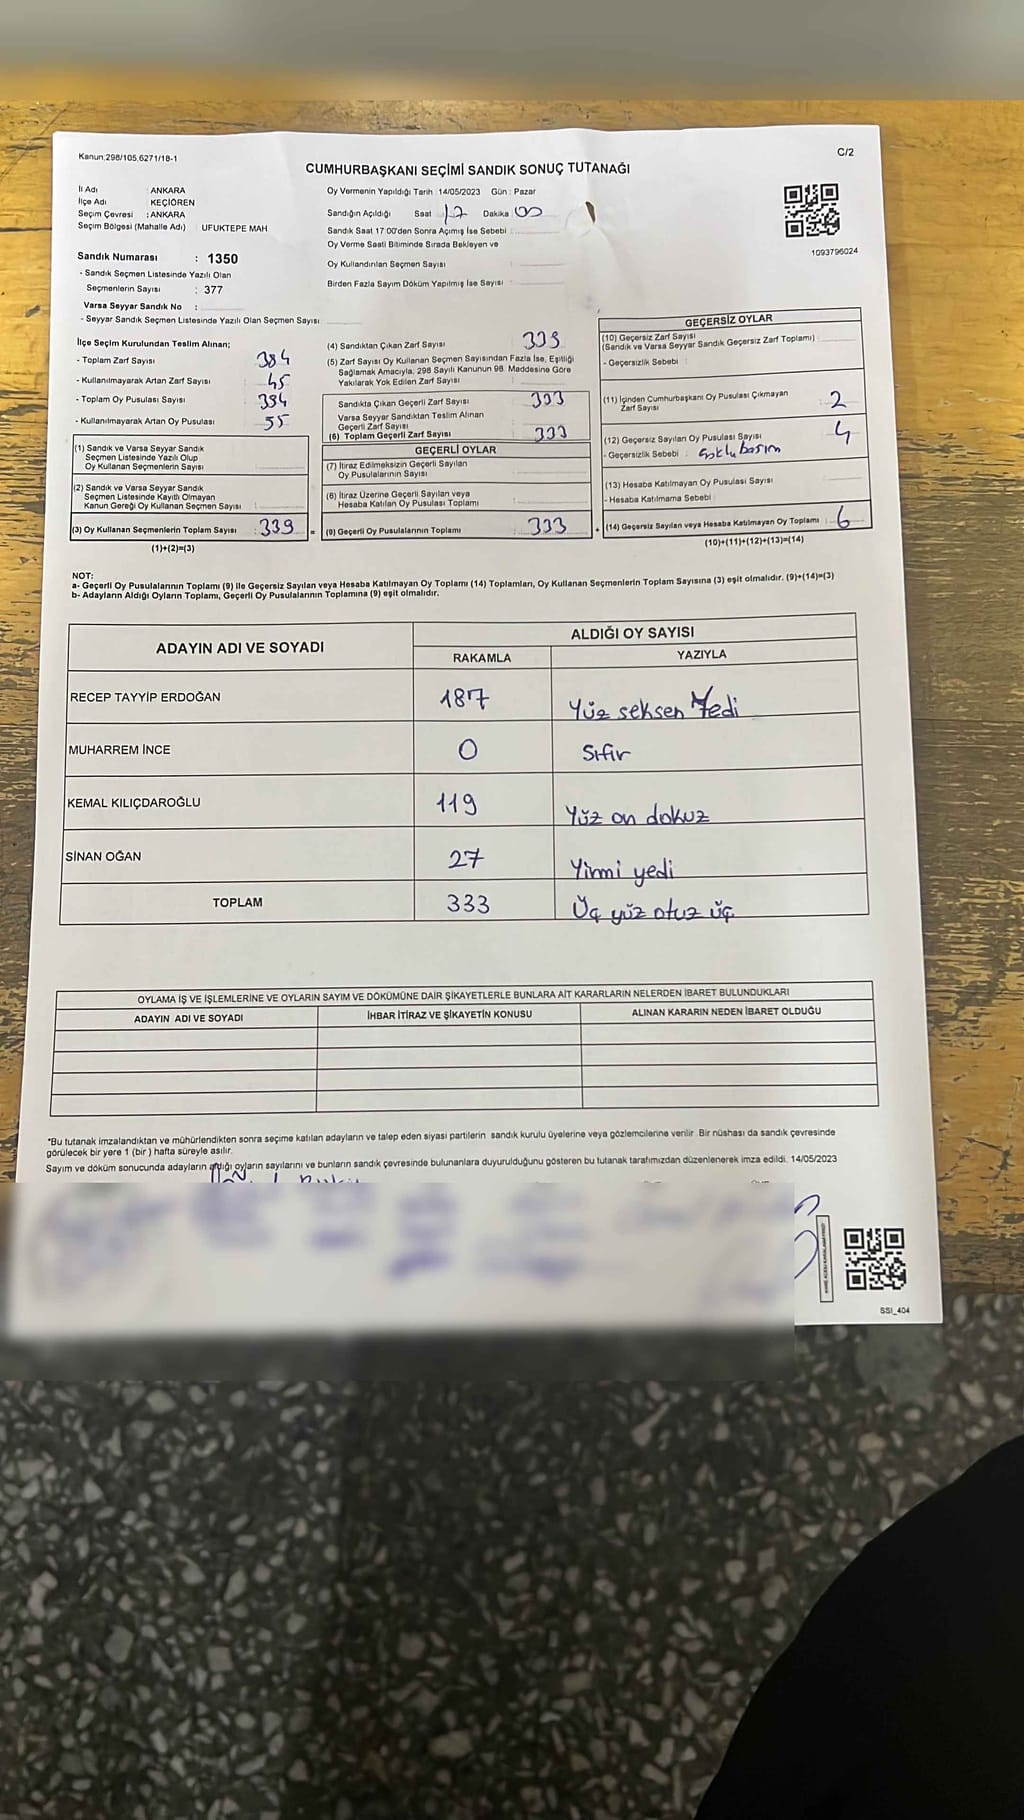 Kanun:298/105,6271/18-1
C/2
CUMHURBAŞKANI SEÇİMİ SANDIK SONUÇ TUTANAĞI
İl Adı : ANKARA
İlçe Adı : KEÇİÖREN
Seçim Çevresi : ANKARA
Seçim Bölgesi (Mahalle Adı) : UFUKTEPE MAH
Oy Vermenin Yapıldığı Tarih :14/05/2023 Gün : Pazar
Sandığın Açıldığı Saat 17 Dakika 00
Sandık Saat 17:00'den Sonra Açımış İse Sebebi :
Oy Verme Saati Bitiminde Sırada Bekleyen ve
Oy Kullandırılan Seçmen Sayısı :
Birden Fazla Sayım Döküm Yapılmış İse Sayısı :
1093796024
Sandık Numarası : 1350
- Sandık Seçmen Listesinde Yazılı Olan
Seçmenlerin Sayısı : 377
Varsa Seyyar Sandık No :
- Seyyar Sandık Seçmen Listesinde Yazılı Olan Seçmen Sayısı :
İlçe Seçim Kurulundan Teslim Alınan;
- Toplam Zarf Sayısı : 384
- Kullanılmayarak Artan Zarf Sayısı : 45
- Toplam Oy Pusulası Sayısı : 394
- Kullanılmayarak Artan Oy Pusulası : 55
(1) Sandık ve Varsa Seyyar Sandık
Seçmen Listesinde Yazılı Olup
Oy Kullanan Seçmenlerin Sayısı :
(2) Sandık ve Varsa Seyyar Sandık
Seçmen Listesinde Kayıtlı Olmayan
Kanun Gereği Oy Kullanan Seçmen Sayısı :
(3) Oy Kullanan Seçmenlerin Toplam Sayısı : 339
(1)+(2)=(3)
(4) Sandıktan Çıkan Zarf Sayısı : 339
(5) Zarf Sayısı Oy Kullanan Seçmen Sayısından Fazla İse, Eşitliği
Sağlamak Amacıyla, 298 Sayılı Kanunun 98. Maddesine Göre
Yakılarak Yok Edilen Zarf Sayısı :
Sandıkta Çıkan Geçerli Zarf Sayısı : 333
Varsa Seyyar Sandıktan Teslim Alınan
Geçerli Zarf Sayısı :
(6) Toplam Geçerli Zarf Sayısı : 333
GEÇERLİ OYLAR
(7) İtiraz Edilmeksizin Geçerli Sayılan
Oy Pusulalarının Sayısı :
(8) İtiraz Üzerine Geçerli Sayılan veya
Hesaba Katılan Oy Pusulası Toplamı :
= (9) Geçerli Oy Pusulalarının Toplamı : 333
GEÇERSİZ OYLAR
(10) Geçersiz Zarf Sayısı
(Sandık ve Varsa Seyyar Sandık Geçersiz Zarf Toplamı) :
- Geçersizlik Sebebi :
(11) İçinden Cumhurbaşkanı Oy Pusulası Çıkmayan
Zarf Sayısı : 2
(12) Geçersiz Sayılan Oy Pusulası Sayısı : 4
- Geçersizlik Sebebi :
(13) Hesaba Katılmayan Oy Pusulası Sayısı :
- Hesaba Katılmama Sebebi :
+ (14) Geçersiz Sayılan veya Hesaba Katılmayan Oy Toplamı : 6
(10)+(11)+(12)+(13)=(14)
NOT:
a- Geçerli Oy Pusulalarının Toplamı (9) ile Geçersiz Sayılan veya Hesaba Katılmayan Oy Toplamı (14) Toplamları, Oy Kullanan Seçmenlerin Toplam Sayısına (3) eşit olmalıdır. (9)+(14)=(3)
b- Adayların Aldığı Oyların Toplamı, Geçerli Oy Pusulalarının Toplamına (9) eşit olmalıdır.
ADAYIN ADI VE SOYADI
ALDIĞI OY SAYISI
RAKAMLA YAZIYLA
RECEP TAYYİP ERDOĞAN 187 Yüz seksen Yedi
MUHARREM İNCE 0 Sıfır
KEMAL KILIÇDAROĞLU 119 Yüz on dokuz
SİNAN OĞAN 27 Yirmi yedi
TOPLAM 333 Üç yüz otuz üç
OYLAMA İŞ VE İŞLEMLERİNE VE OYLARIN SAYIM VE DÖKÜMÜNE DAİR ŞİKAYETLERLE BUNLARA AİT KARARLARIN NELERDEN İBARET BULUNDUKLARI
ADAYIN ADI VE SOYADI İHBAR İTİRAZ VE ŞİKAYETİN KONUSU ALINAN KARARIN NEDEN İBARET OLDUĞU
*Bu tutanak imzalandıktan ve mühürlendikten sonra seçime katılan adayların ve talep eden siyasi partilerin sandık kurulu üyelerine veya gözlemcilerine verilir. Bir nüshası da sandık çevresinde
görülecek bir yere 1 (bir ) hafta süreyle asılır.
Sayım ve döküm sonucunda adayların aldığı oyların sayılarını ve bunların sandık çevresinde bulunanlara duyurulduğunu gösteren bu tutanak tarafımızdan düzenlenerek imza edildi. 14/05/2023
SSI_404